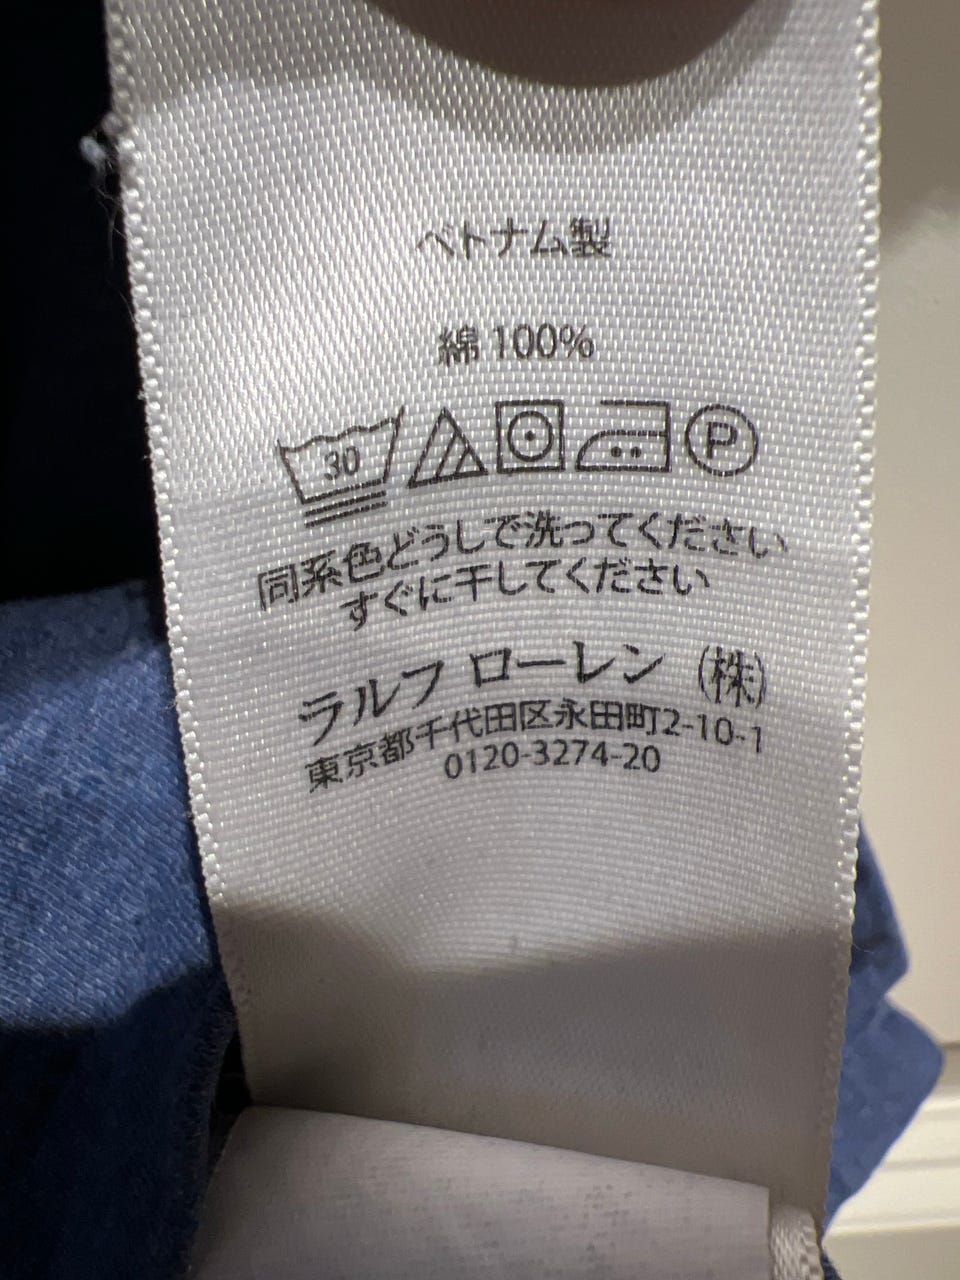 ベトナム製
綿 100%
30 P
同系色どうしで洗ってください
すぐに干してください
ラルフ ローレン (株)
東京都千代田区永田町2-10-1
0120-3274-20